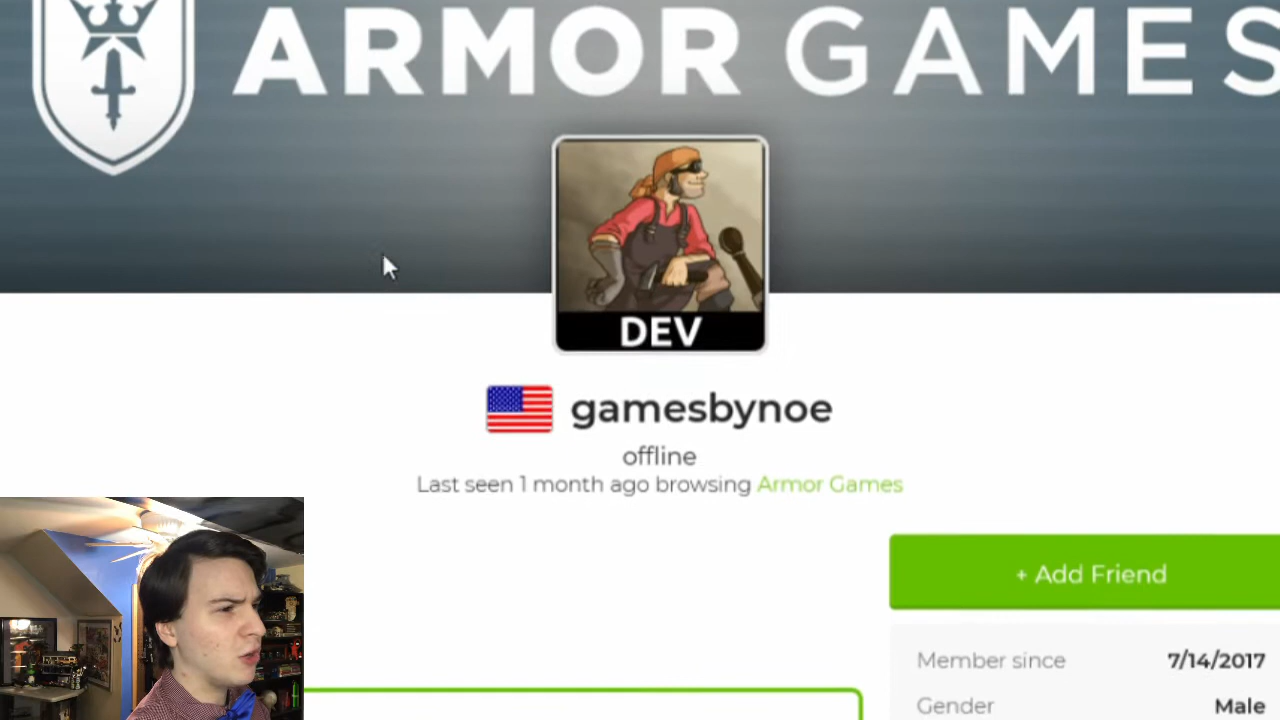 ARMOR GAMES
DEV
gamesbynoe
offline
Last seen 1 month ago browsing Armor Games
+ Add Friend
Member since 7/14/2017
Gender Male